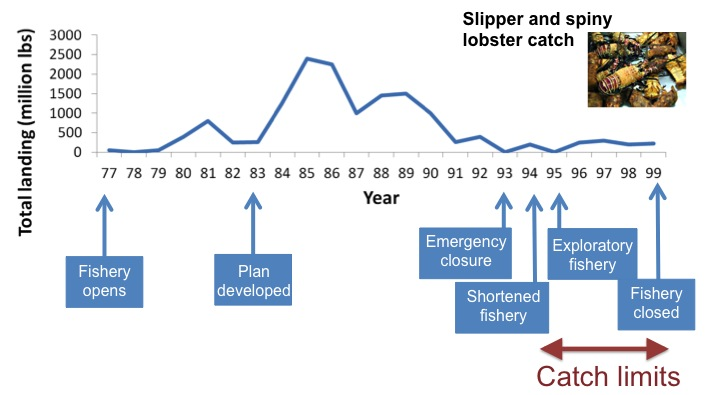 Slipper and spiny
lobster catch
Total landing (million lbs)
3000
2500
2000
1500
1000
500
0
77 78 79 80 81 82 83 84 85 86 87 88 89 90 91 92 93 94 95 96 97 98 99
Year
Fishery
opens
Plan
developed
Emergency
closure
Shortened
fishery
Exploratory
fishery
Fishery
closed
Catch limits